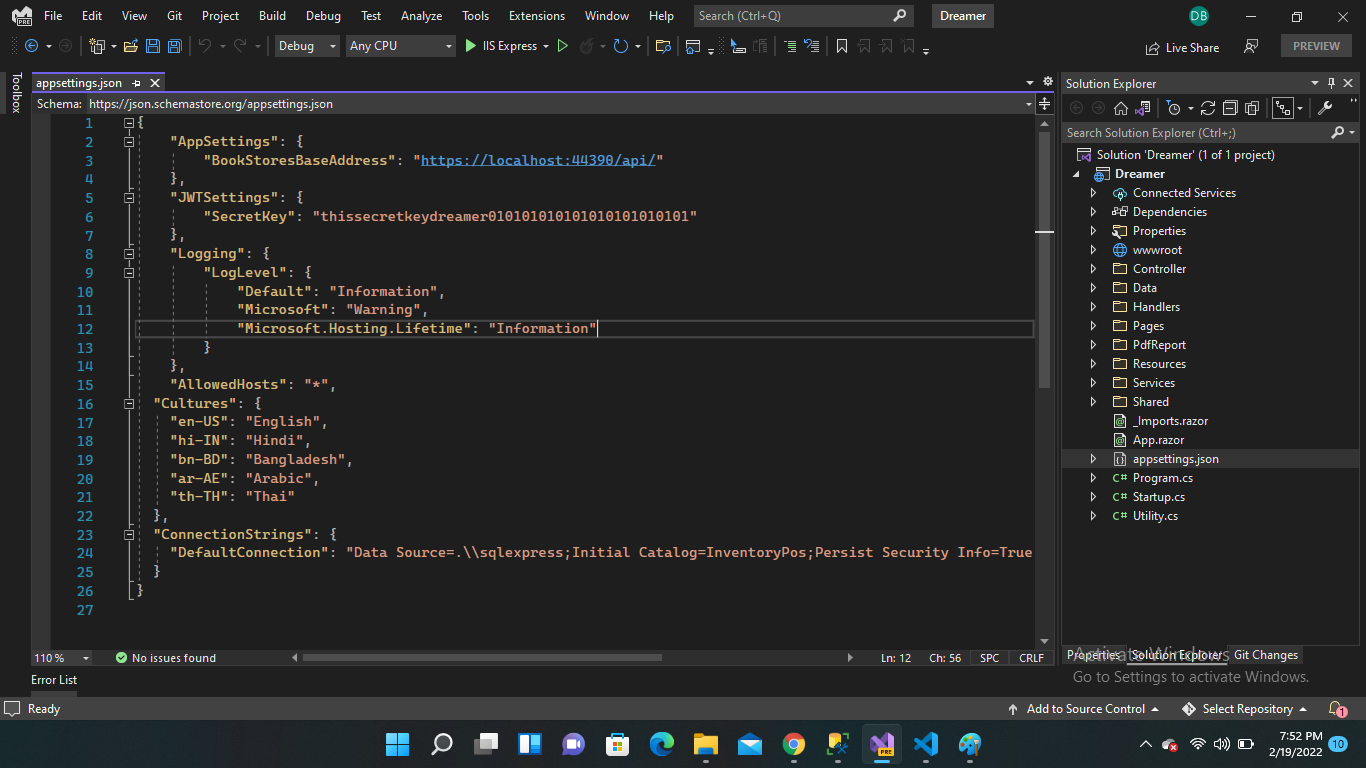 File Edit View Git Project Build Debug Test Analyze Tools Extensions Window Help Search (Ctrl+Q) Dreamer DB
PRE
Debug Any CPU IIS Express Live Share PREVIEW
Toolbox
appsettings.json
Schema: https://json.schemastore.org/appsettings.json
1 {
2 "AppSettings": {
3 "BookStoresBaseAddress": "https://localhost:44390/api/"
4 },
5 "JWTSettings": {
6 "SecretKey": "thissecretkeydreamer010101010101010101010101"
7 },
8 "Logging": {
9 "LogLevel": {
10 "Default": "Information",
11 "Microsoft": "Warning",
12 "Microsoft.Hosting.Lifetime": "Information"
13 }
14 },
15 "AllowedHosts": "*",
16 "Cultures": {
17 "en-US": "English",
18 "hi-IN": "Hindi",
19 "bn-BD": "Bangladesh",
20 "ar-AE": "Arabic",
21 "th-TH": "Thai"
22 },
23 "ConnectionStrings": {
24 "DefaultConnection": "Data Source=.\\sqlexpress;Initial Catalog=InventoryPos;Persist Security Info=True
25 }
26 }
27
110 % No issues found Ln: 12 Ch: 56 SPC CRLF
Solution Explorer
Search Solution Explorer (Ctrl+;)
Solution 'Dreamer' (1 of 1 project)
Dreamer
Connected Services
Dependencies
Properties
wwwroot
Controller
Data
Handlers
Pages
PdfReport
Resources
Services
Shared
_Imports.razor
App.razor
appsettings.json
C# Program.cs
C# Startup.cs
C# Utility.cs
Properties Solution Explorer Git Changes
Activate Windows
Go to Settings to activate Windows.
Error List
Ready Add to Source Control Select Repository 1
PRE
7:52 PM
2/19/2022
10